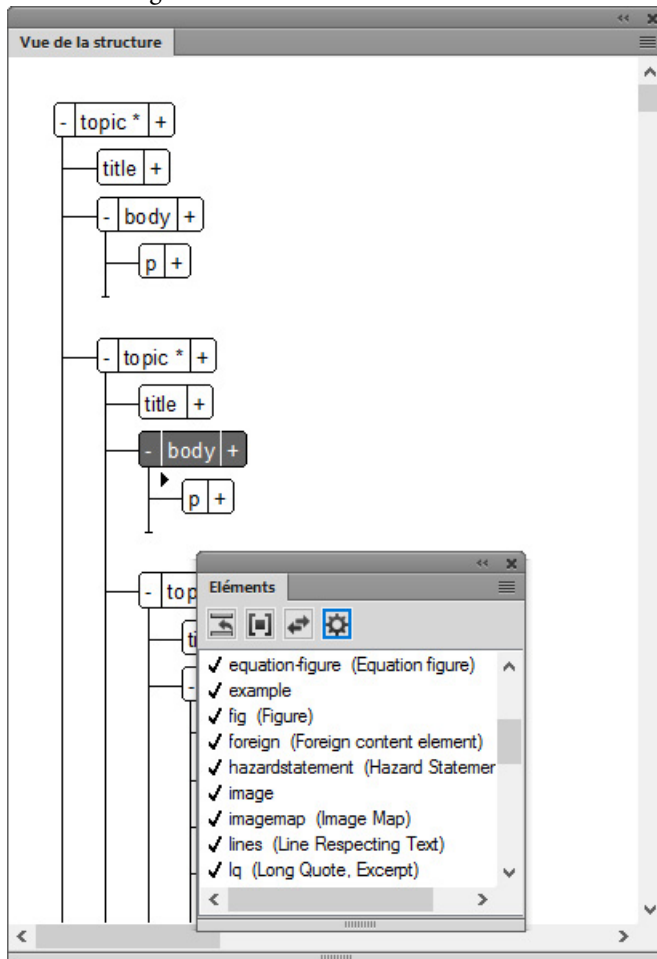 Vue de la structure
- topic * +
title +
- body +
p +
- topic * +
title +
- body +
p +
Eléments
equation-figure (Equation figure)
example
fig (Figure)
foreign (Foreign content element)
hazardstatement (Hazard Statemer
image
imagemap (Image Map)
lines (Line Respecting Text)
lq (Long Quote, Excerpt)